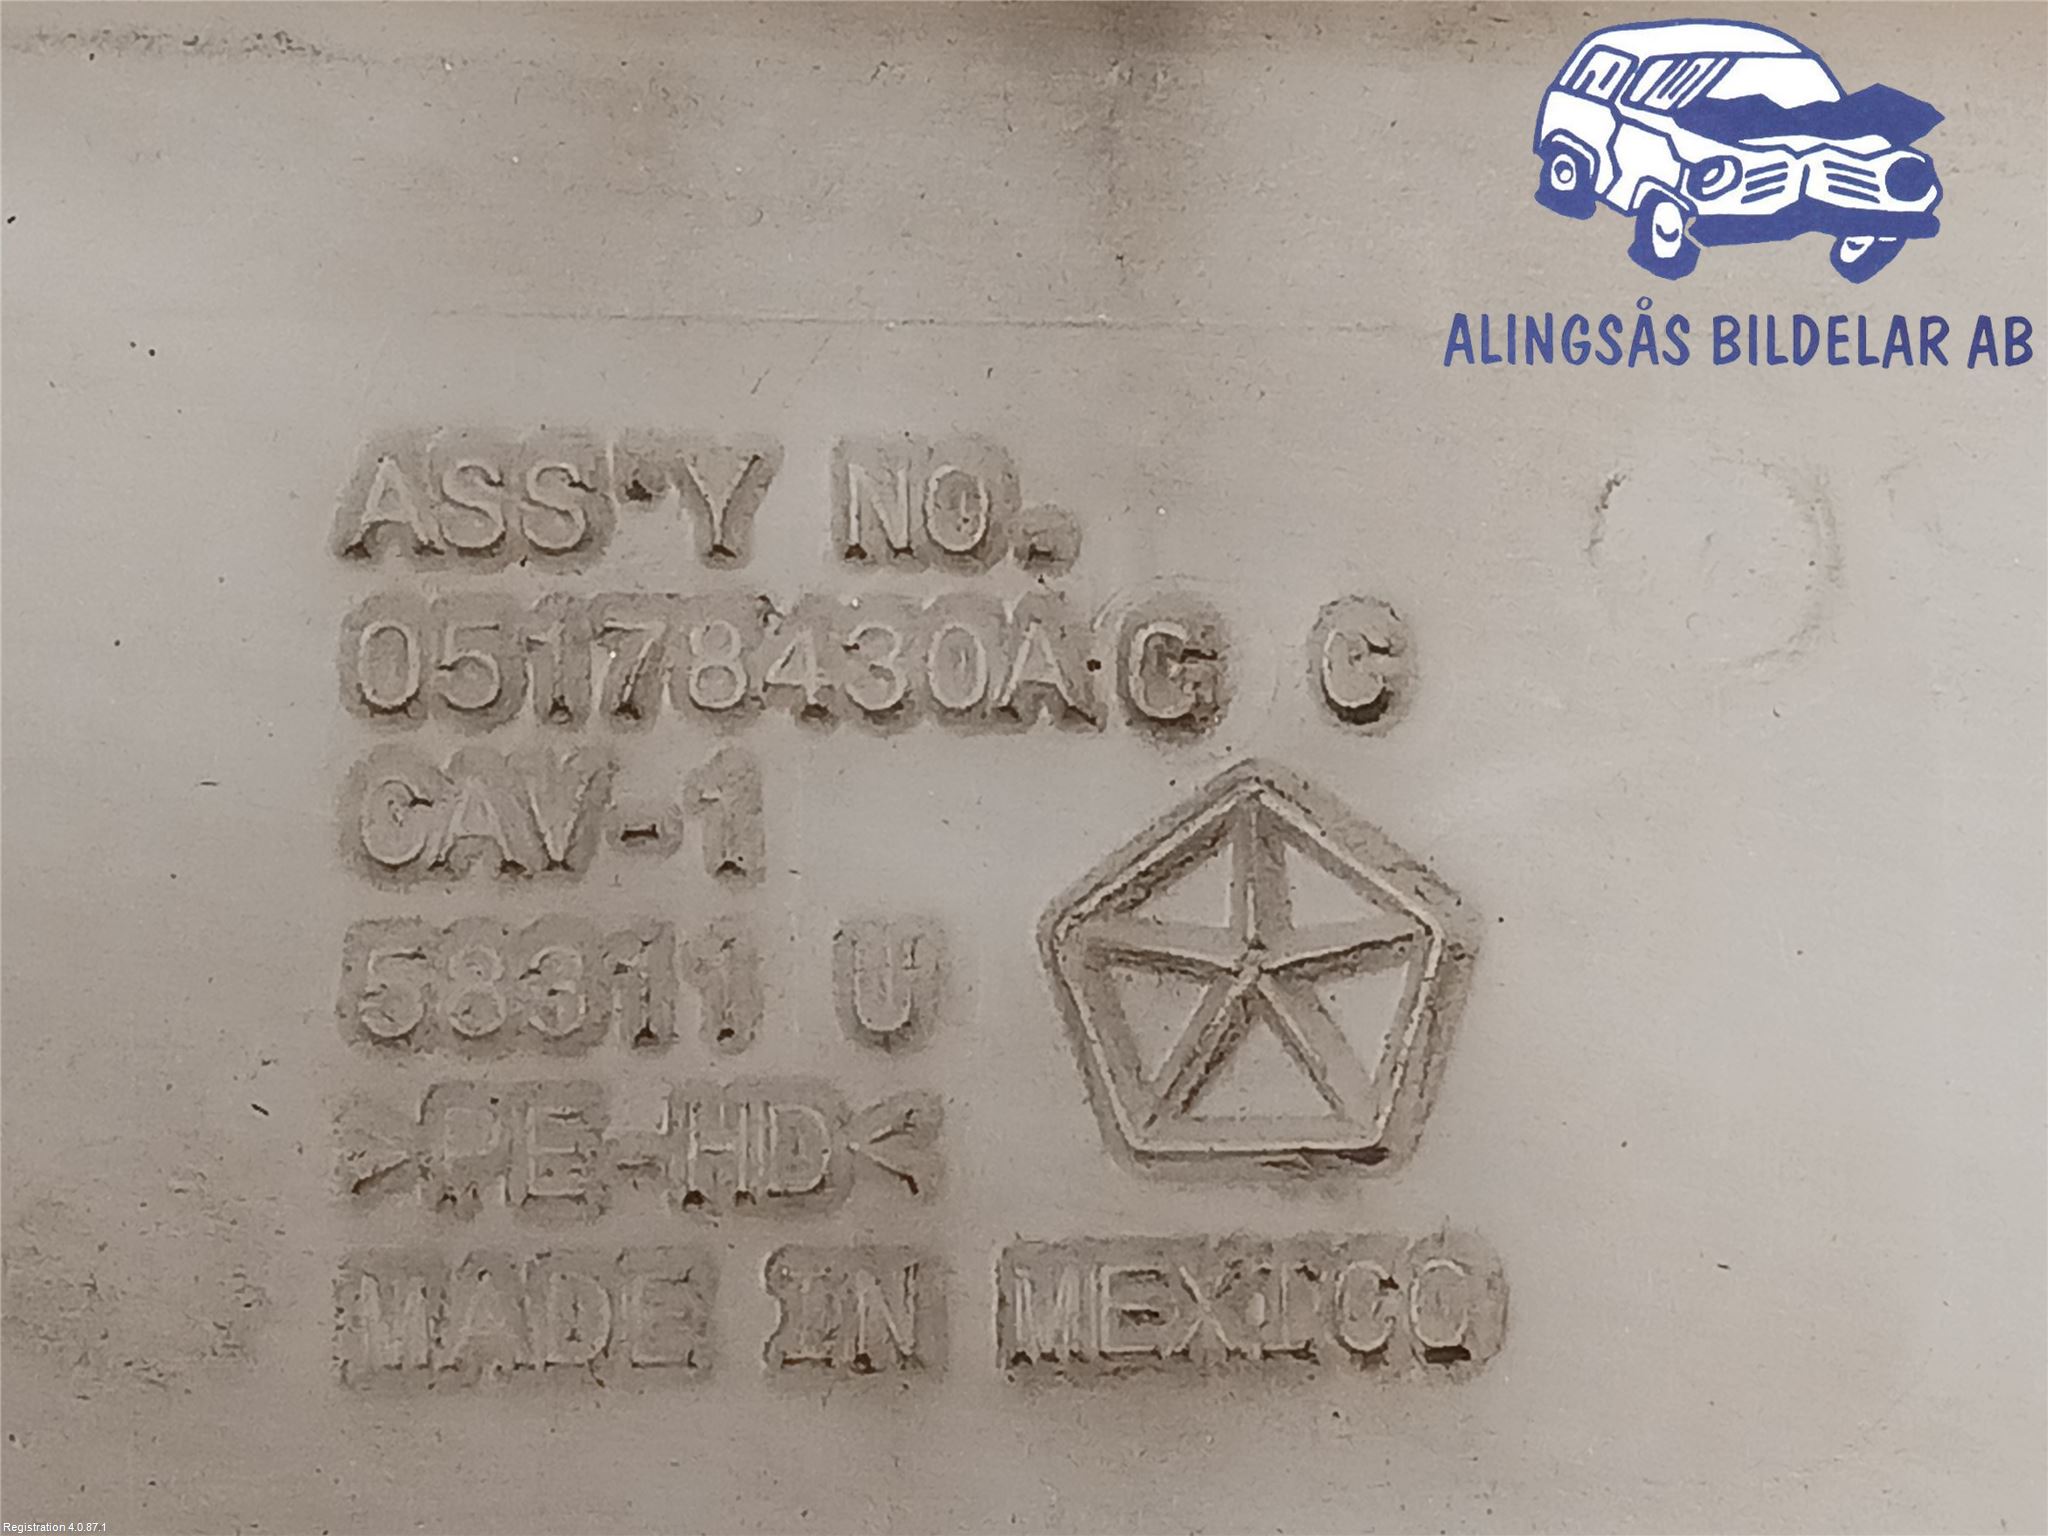 ALINGSÅS BILDELAR AB
ASS'Y NO.
05178430AG C
CAV-1
58311 U
>PE-HD<
MADE IN MEXICO
Registration 4.0.87.1